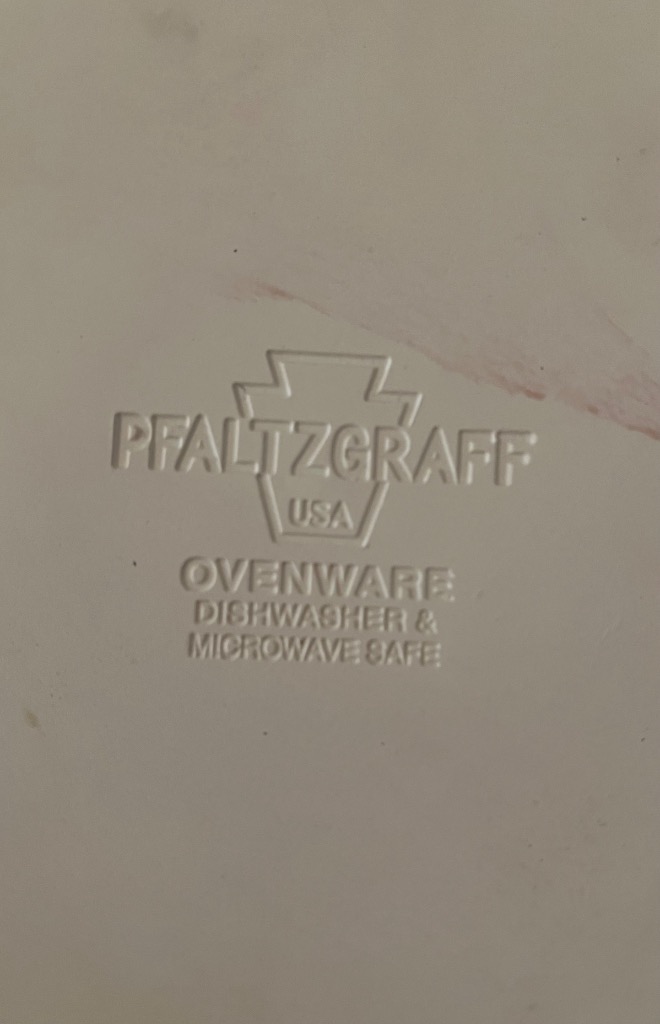 PFALTZGRAFF
USA
OVENWARE
DISHWASHER &
MICROWAVE SAFE